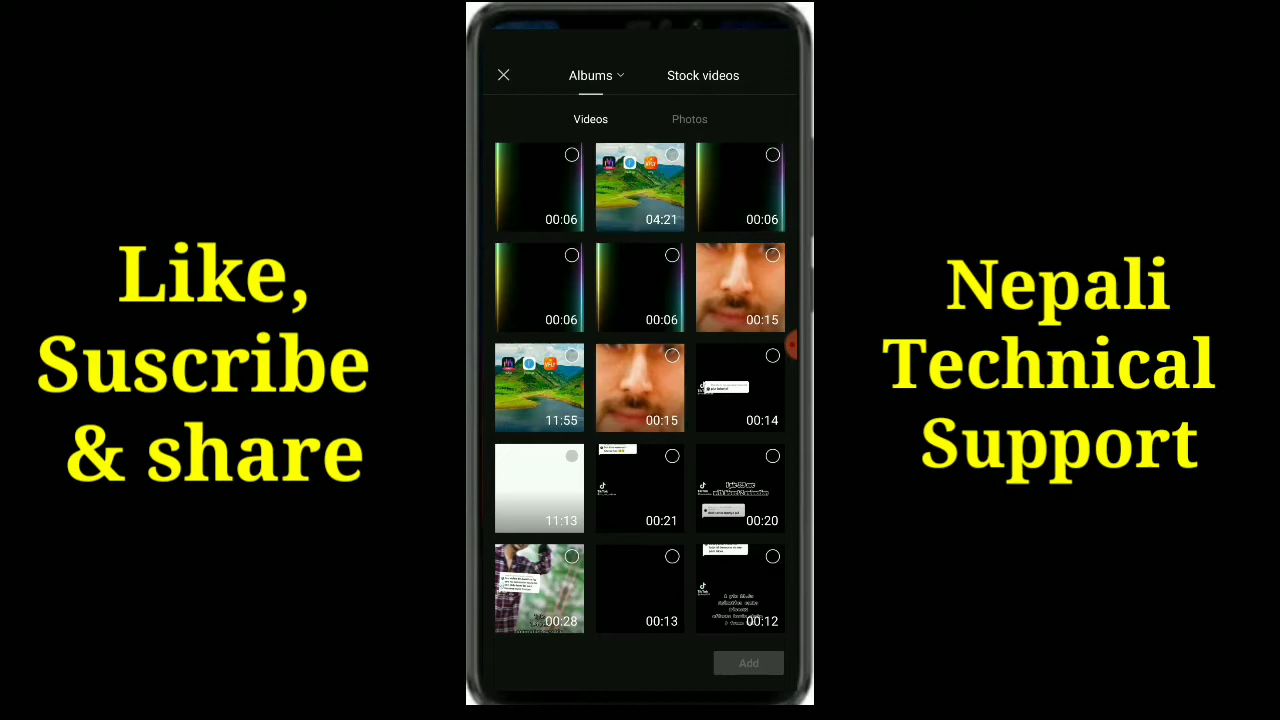 Albums
Stock videos
Videos
Photos
00:06
04:21
00:06
00:06
00:06
00:15
11:55
00:15
00:14
11:13
00:21
00:20
00:28
00:13
00:12
Add
Like,
Suscribe
& share
Nepali
Technical
Support